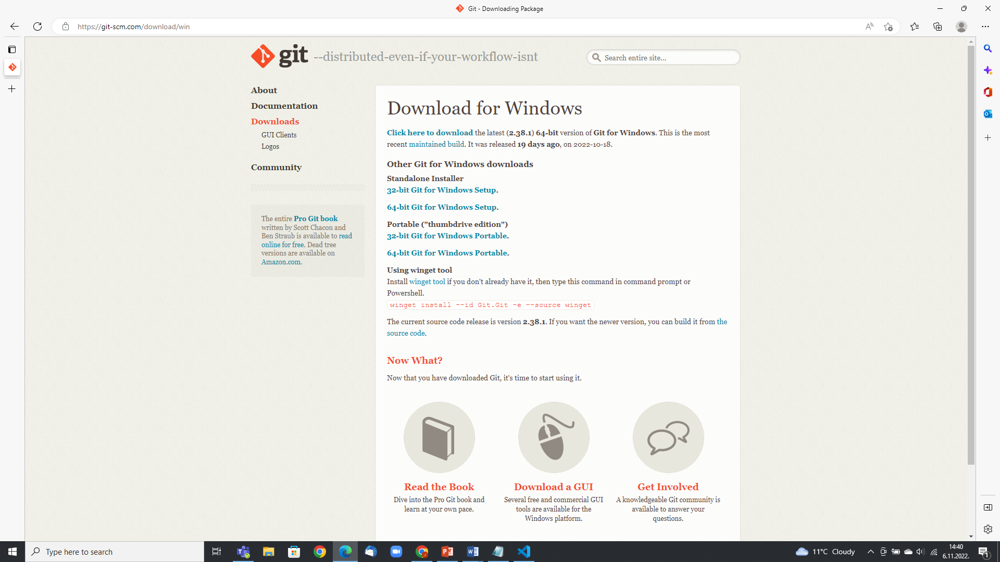 Git - Downloading Package
https://git-scm.com/download/win
git --distributed-even-if-your-workflow-isnt
Search entire site...
About
Documentation
Downloads
GUI Clients
Logos
Community
The entire Pro Git book
written by Scott Chacon and
Ben Straub is available to read
online for free. Dead tree
versions are available on
Amazon.com.
Download for Windows
Click here to download the latest (2.38.1) 64-bit version of Git for Windows. This is the most
recent maintained build. It was released 19 days ago, on 2022-10-18.
Other Git for Windows downloads
Standalone Installer
32-bit Git for Windows Setup.
64-bit Git for Windows Setup.
Portable ("thumbdrive edition")
32-bit Git for Windows Portable.
64-bit Git for Windows Portable.
Using winget tool
Install winget tool if you don't already have it, then type this command in command prompt or
Powershell.
winget install --id Git.Git -e --source winget
The current source code release is version 2.38.1. If you want the newer version, you can build it from the
source code.
Now What?
Now that you have downloaded Git, it's time to start using it.
Read the Book
Dive into the Pro Git book and
learn at your own pace.
Download a GUI
Several free and commercial GUI
tools are available for the
Windows platform.
Get Involved
A knowledgeable Git community is
available to answer your
questions.
Type here to search
11°C Cloudy
14:40
6.11.2022.
1